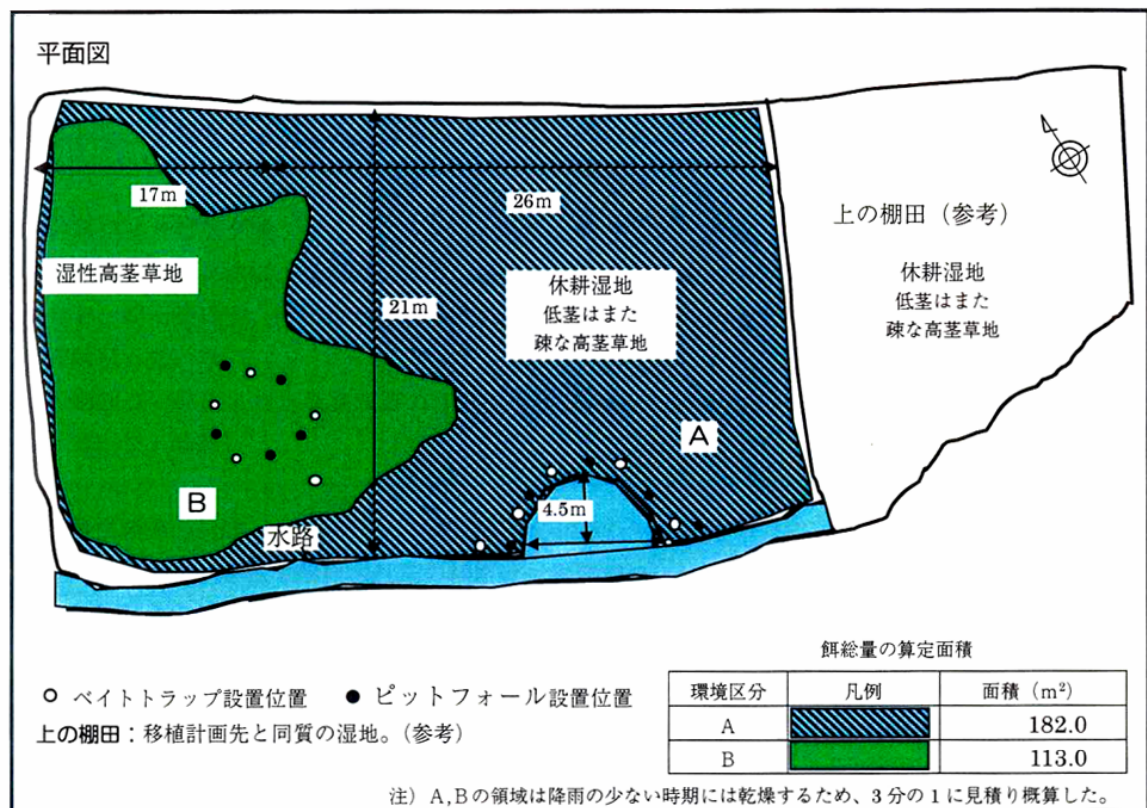 平面図
17m
26m
上の棚田（参考）
湿性高茎草地
休耕湿地
低茎はまた
疎な高茎草地
21m
休耕湿地
低茎はまた
疎な高茎草地
A
B
4.5m
水路
餌総量の算定面積
環境区分 凡例 面積（m²）
A 182.0
B 113.0
○ ベイトトラップ設置位置 ● ピットフォール設置位置
上の棚田：移植計画先と同質の湿地。（参考）
注）A,Bの領域は降雨の少ない時期には乾燥するため、3分の1に見積り概算した。